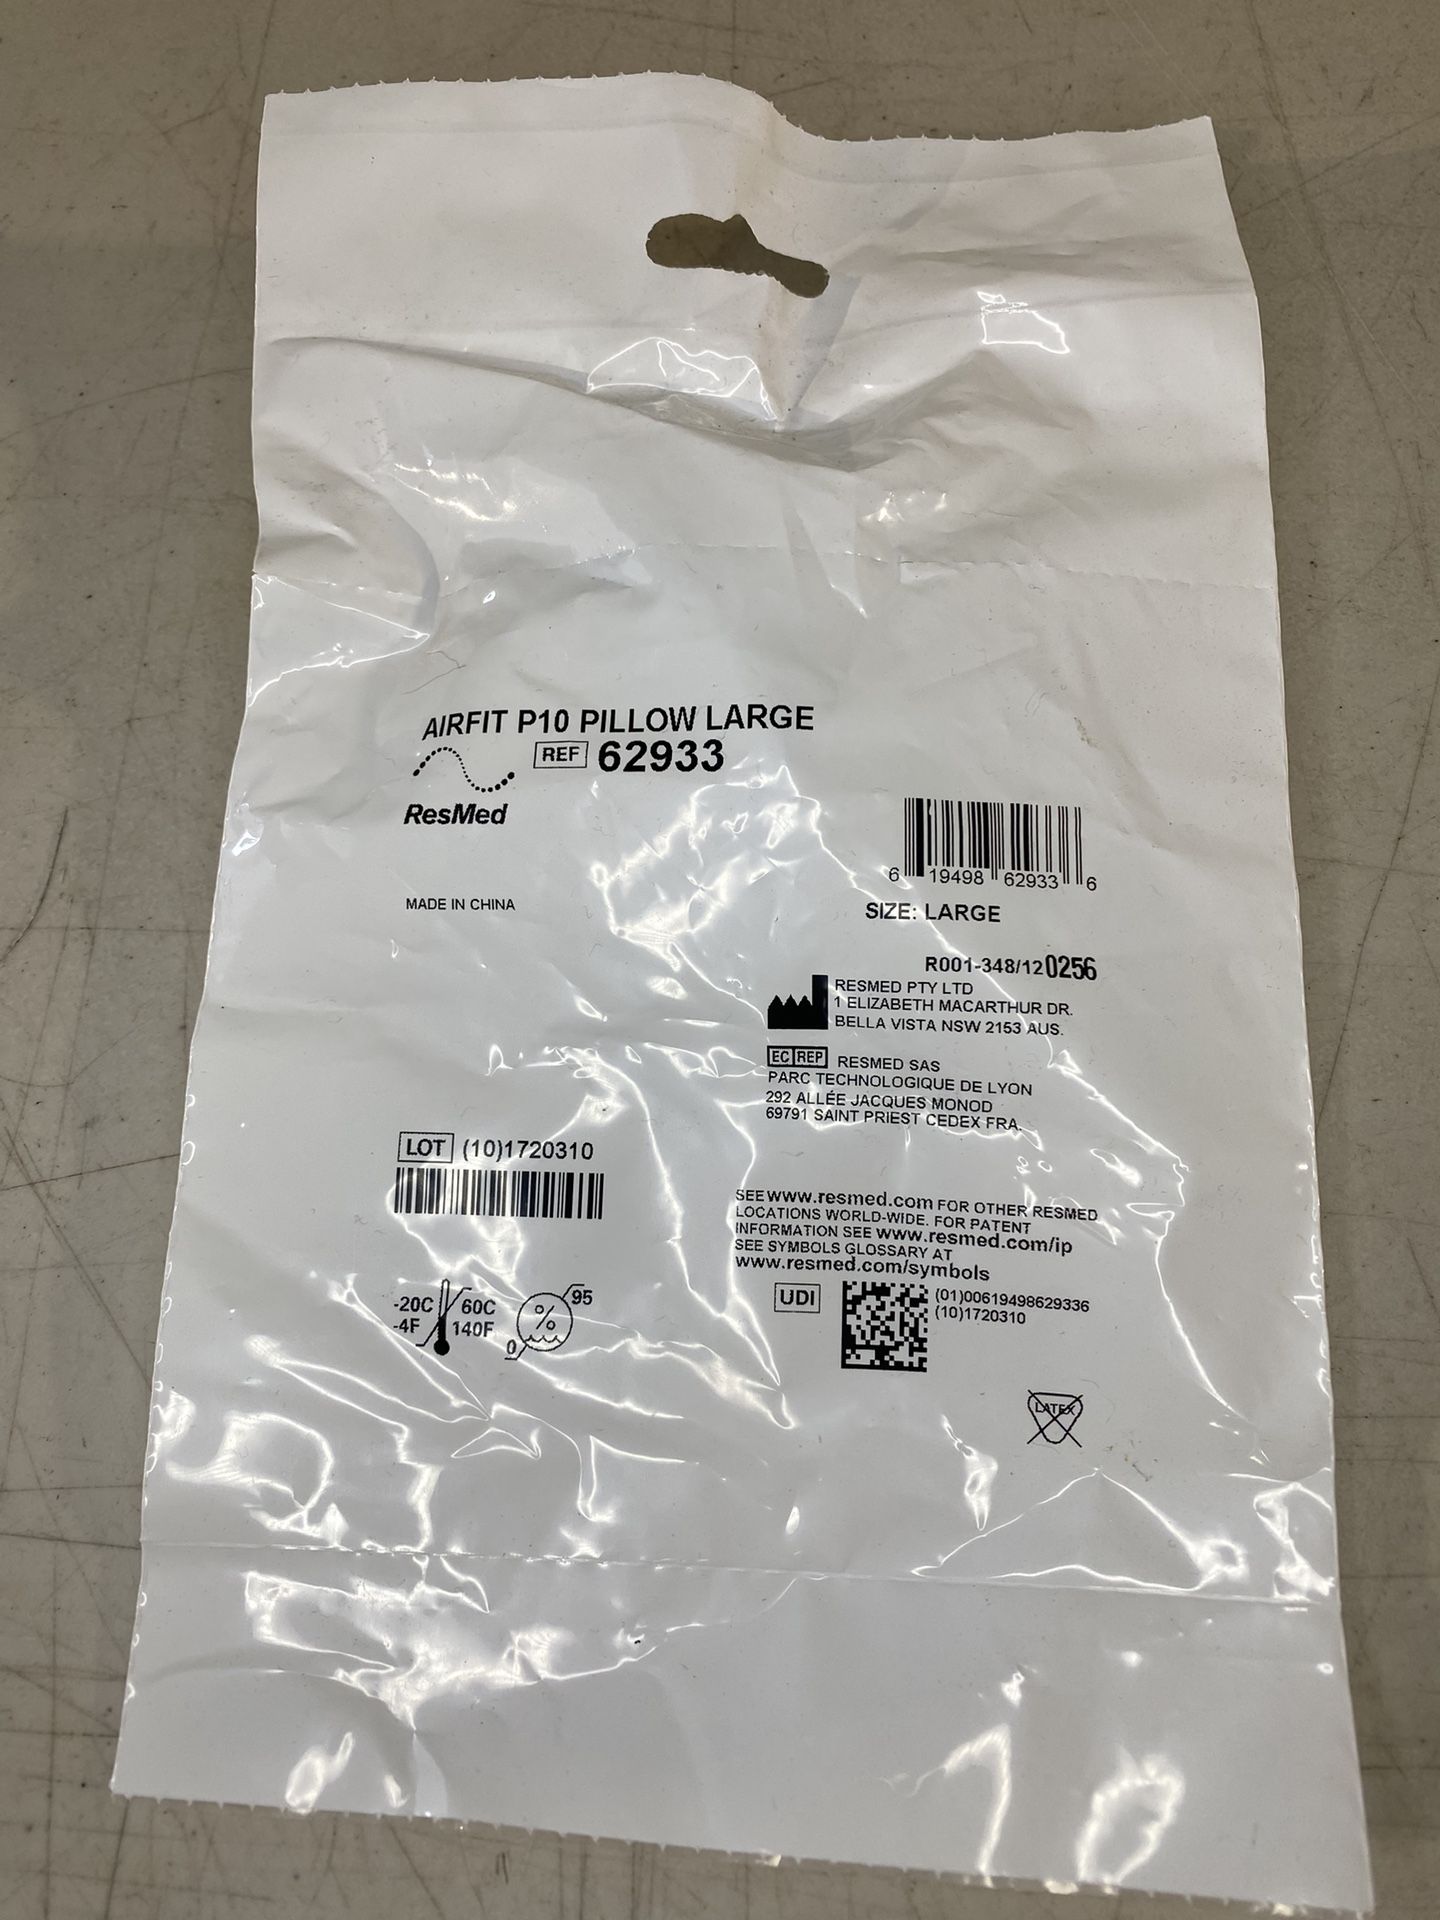 AIRFIT P10 PILLOW LARGE
REF 62933
ResMed
6 19498 62933 6
MADE IN CHINA
SIZE: LARGE
R001-348/12 0256
RESMED PTY LTD
1 ELIZABETH MACARTHUR DR.
BELLA VISTA NSW 2153 AUS.
EC REP RESMED SAS
PARC TECHNOLOGIQUE DE LYON
292 ALLÉE JACQUES MONOD
69791 SAINT PRIEST CEDEX FRA.
LOT (10)1720310
SEE www.resmed.com FOR OTHER RESMED
LOCATIONS WORLD-WIDE. FOR PATENT
INFORMATION SEE www.resmed.com/ip
SEE SYMBOLS GLOSSARY AT
www.resmed.com/symbols
-20C 60C
-4F 140F
% 95
0
UDI (01)00619498629336
(10)1720310
LATEX